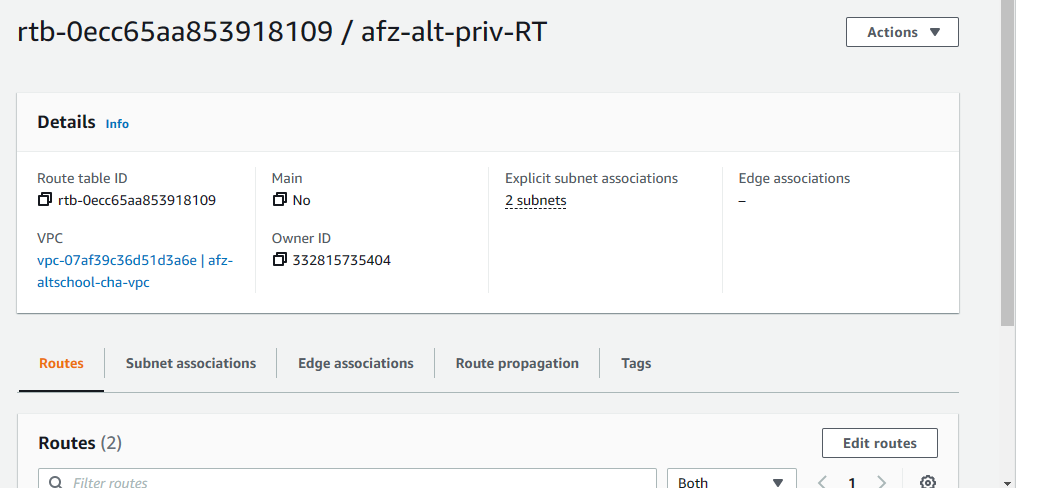 rtb-0ecc65aa853918109 / afz-alt-priv-RT
Actions
Details Info
Route table ID
rtb-0ecc65aa853918109
Main
No
Explicit subnet associations
2 subnets
Edge associations
–
VPC
vpc-07af39c36d51d3a6e | afz-
altschool-cha-vpc
Owner ID
332815735404
Routes Subnet associations Edge associations Route propagation Tags
Routes (2)
Edit routes
Filter routes
Both
1